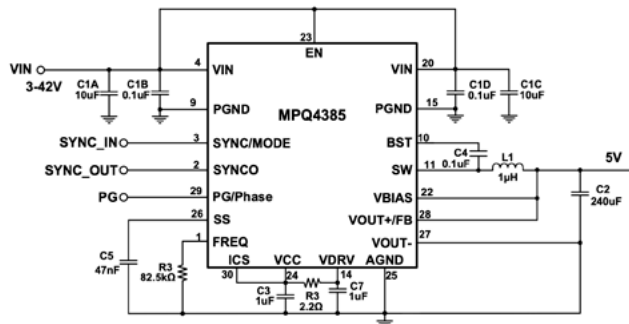 23
EN
VIN
3-42V
C1A
10uF
C1B
0.1uF
4
VIN
VIN
20
C1D
0.1uF
C1C
10uF
9
PGND
MPQ4385
PGND
15
SYNC_IN
3
SYNC/MODE
BST
10
C4
0.1uF
SYNC_OUT
2
SYNCO
SW
11
L1
1μH
5V
PG
29
PG/Phase
VBIAS
22
C2
240uF
26
SS
VOUT+/FB
28
1
FREQ
VOUT-
27
C5
47nF
R3
82.5kΩ
ICS
VCC
VDRV
AGND
30
24
14
25
C3
1uF
R3
2.2Ω
C7
1uF